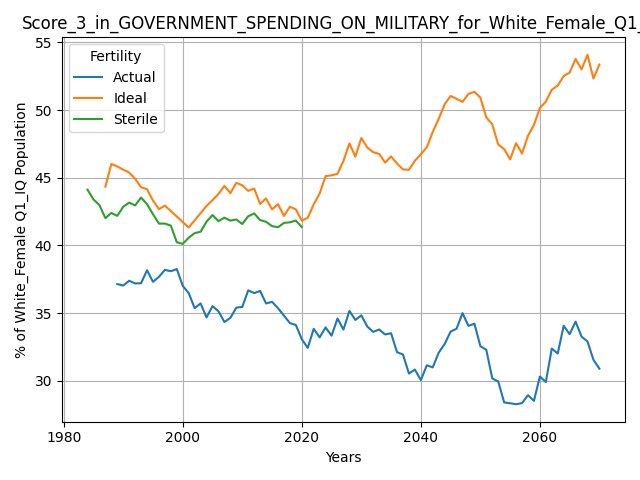 Score_3_in_GOVERNMENT_SPENDING_ON_MILITARY_for_White_Female_Q1_
Fertility
Actual
Ideal
Sterile
% of White_Female Q1_IQ Population
55
50
45
40
35
30
1980
2000
2020
2040
2060
Years